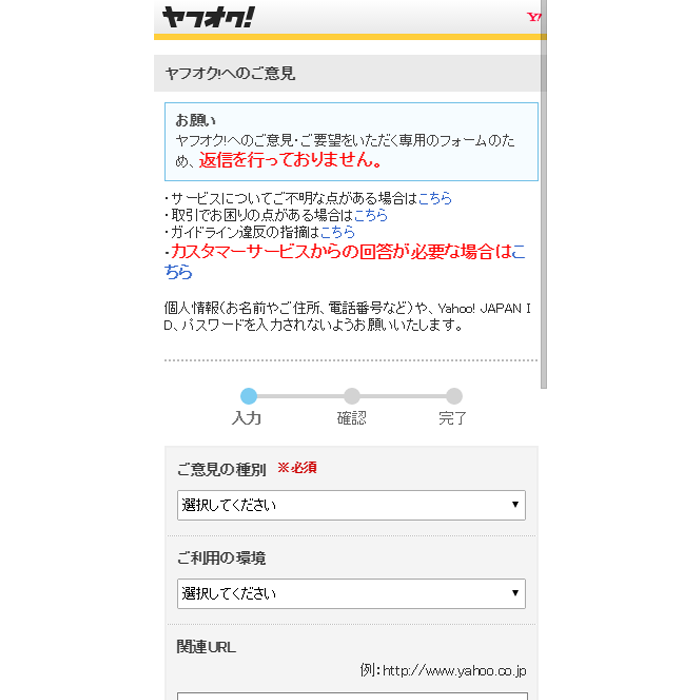 ヤフオク!
Y!
ヤフオク!へのご意見
お願い
ヤフオク!へのご意見・ご要望をいただく専用のフォームのた
め、返信を行っておりません。
・サービスについてご不明な点がある場合はこちら
・取引でお困りの点がある場合はこちら
・ガイドライン違反の指摘はこちら
・カスタマーサービスからの回答が必要な場合はこ
ちら
個人情報(お名前やご住所、電話番号など)や、Yahoo! JAPAN I
D、パスワードを入力されないようお願いいたします。
入力 確認 完了
ご意見の種別 ※必須
選択してください
ご利用の環境
選択してください
関連URL
例：http://www.yahoo.co.jp